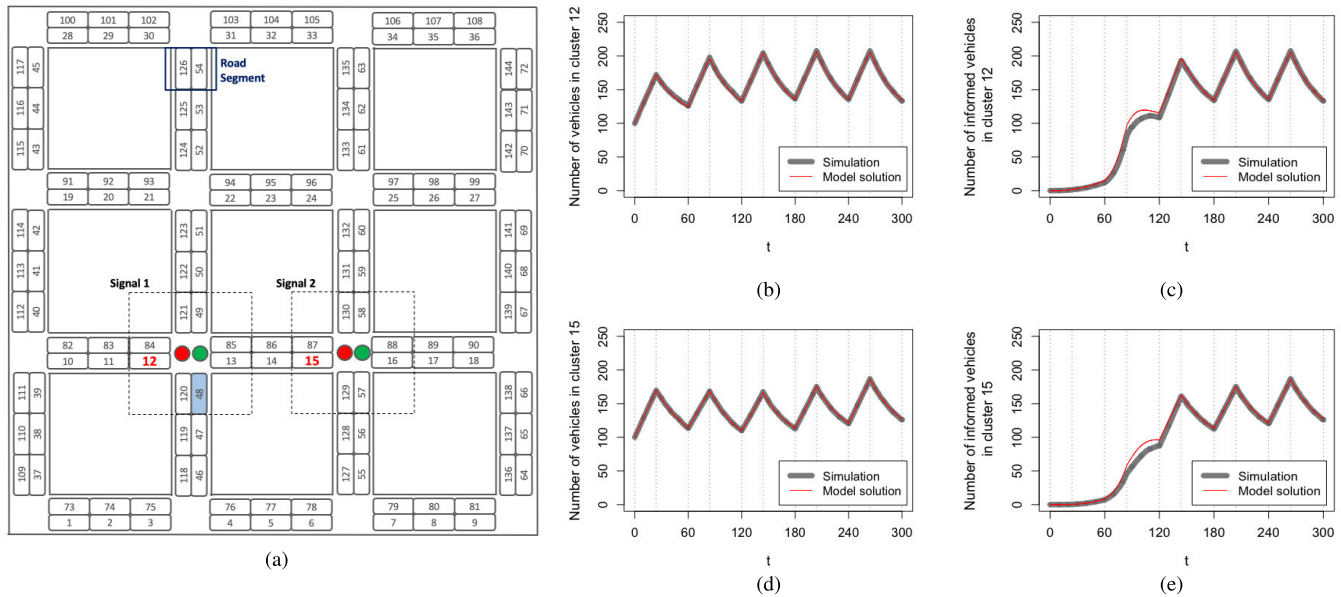 100 101 102 103 104 105 106 107 108
28 29 30 31 32 33 34 35 36
117 45 126 54 Road Segment 135 63 144 72
116 44 125 53 134 62 143 71
115 43 124 52 133 61 142 70
91 92 93 94 95 96 97 98 99
19 20 21 22 23 24 25 26 27
114 42 123 51 132 60 141 69
113 41 122 50 131 59 140 68
Signal 1 Signal 2
112 40 121 49 130 58 139 67
82 83 84 85 86 87 88 89 90
10 11 12 13 14 15 16 17 18
111 39 120 48 129 57 138 66
110 38 119 47 128 56 137 65
109 37 118 46 127 55 136 64
73 74 75 76 77 78 79 80 81
1 2 3 4 5 6 7 8 9
(a)
Number of vehicles in cluster 12
250
200
150
100
50
0
Simulation
Model solution
0 60 120 180 240 300
t
(b)
Number of informed vehicles
in cluster 12
250
200
150
100
50
0
Simulation
Model solution
0 60 120 180 240 300
t
(c)
Number of vehicles in cluster 15
250
200
150
100
50
0
Simulation
Model solution
0 60 120 180 240 300
t
(d)
Number of informed vehicles
in cluster 15
250
200
150
100
50
0
Simulation
Model solution
0 60 120 180 240 300
t
(e)